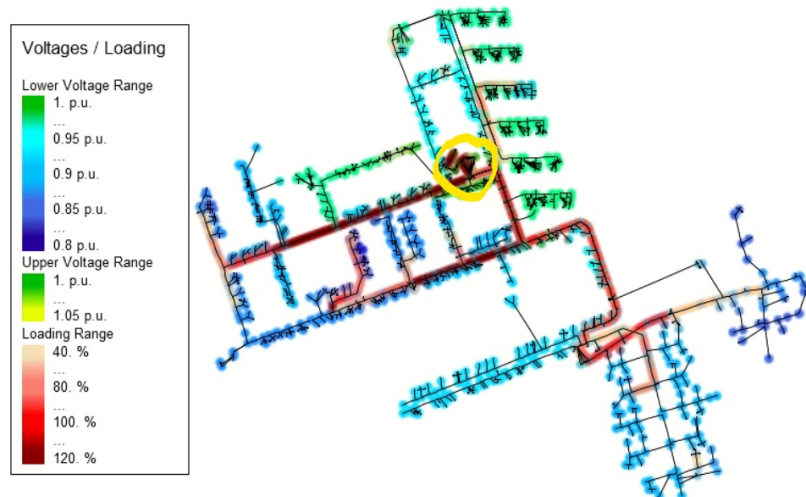 Voltages / Loading
Lower Voltage Range
1. p.u.
...
0.95 p.u.
...
0.9 p.u.
...
0.85 p.u.
...
0.8 p.u.
Upper Voltage Range
1. p.u.
...
1.05 p.u.
Loading Range
40. %
...
80. %
...
100. %
...
120. %